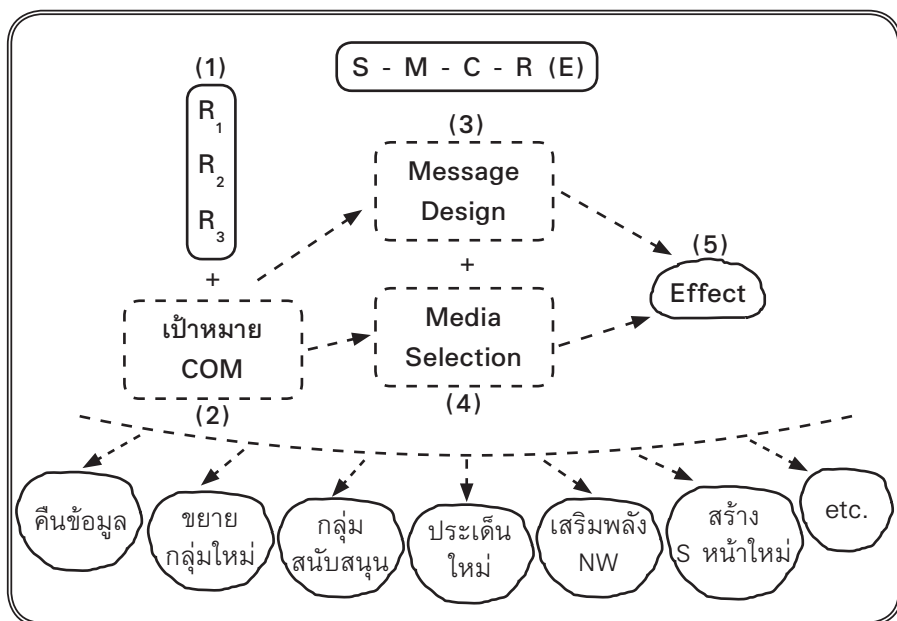 S - M - C - R (E)
(1)
R1
R2
R3
+
เป้าหมาย
COM
(2)
(3)
Message
Design
+
Media
Selection
(4)
(5)
Effect
คืนข้อมูล
ขยาย
กลุ่มใหม่
กลุ่ม
สนับสนุน
ประเด็น
ใหม่
เสริมพลัง
NW
สร้าง
S หน้าใหม่
etc.